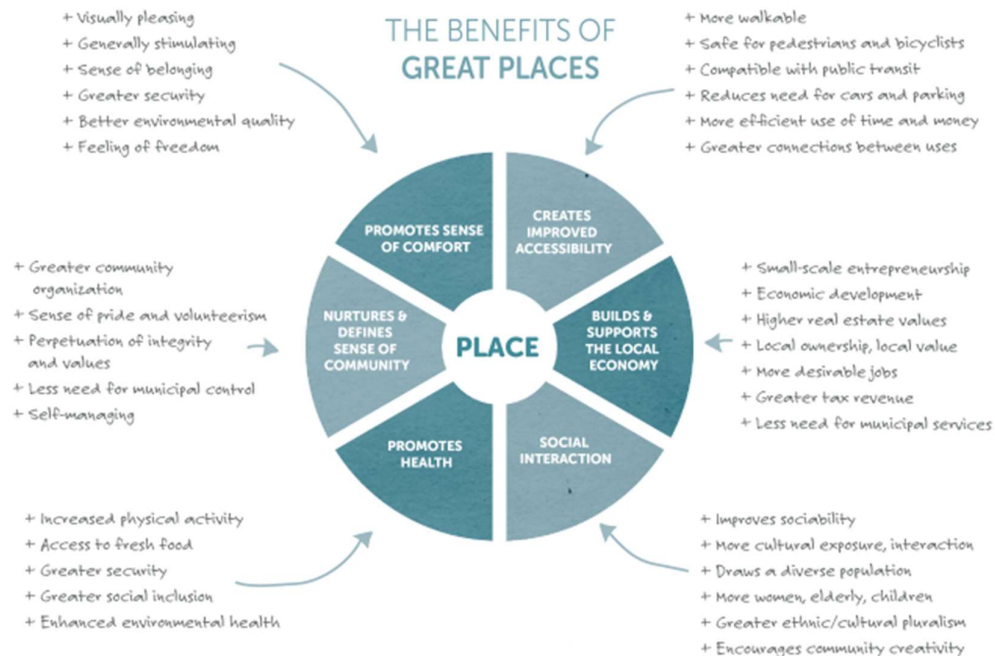 THE BENEFITS OF
GREAT PLACES
+ Visually pleasing
+ Generally stimulating
+ Sense of belonging
+ Greater security
+ Better environmental quality
+ Feeling of freedom
+ More walkable
+ Safe for pedestrians and bicyclists
+ Compatible with public transit
+ Reduces need for cars and parking
+ More efficient use of time and money
+ Greater connections between uses
PROMOTES SENSE
OF COMFORT
CREATES
IMPROVED
ACCESSIBILITY
+ Greater community
organization
+ Sense of pride and volunteerism
+ Perpetuation of integrity
and values
+ Less need for municipal control
+ Self-managing
NURTURES &
DEFINES
SENSE OF
COMMUNITY
PLACE
BUILDS &
SUPPORTS
THE LOCAL
ECONOMY
+ Small-scale entrepreneurship
+ Economic development
+ Higher real estate values
+ Local ownership, local value
+ More desirable jobs
+ Greater tax revenue
+ Less need for municipal services
PROMOTES
HEALTH
SOCIAL
INTERACTION
+ Increased physical activity
+ Access to fresh food
+ Greater security
+ Greater social inclusion
+ Enhanced environmental health
+ Improves sociability
+ More cultural exposure, interaction
+ Draws a diverse population
+ More women, elderly, children
+ Greater ethnic/cultural pluralism
+ Encourages community creativity